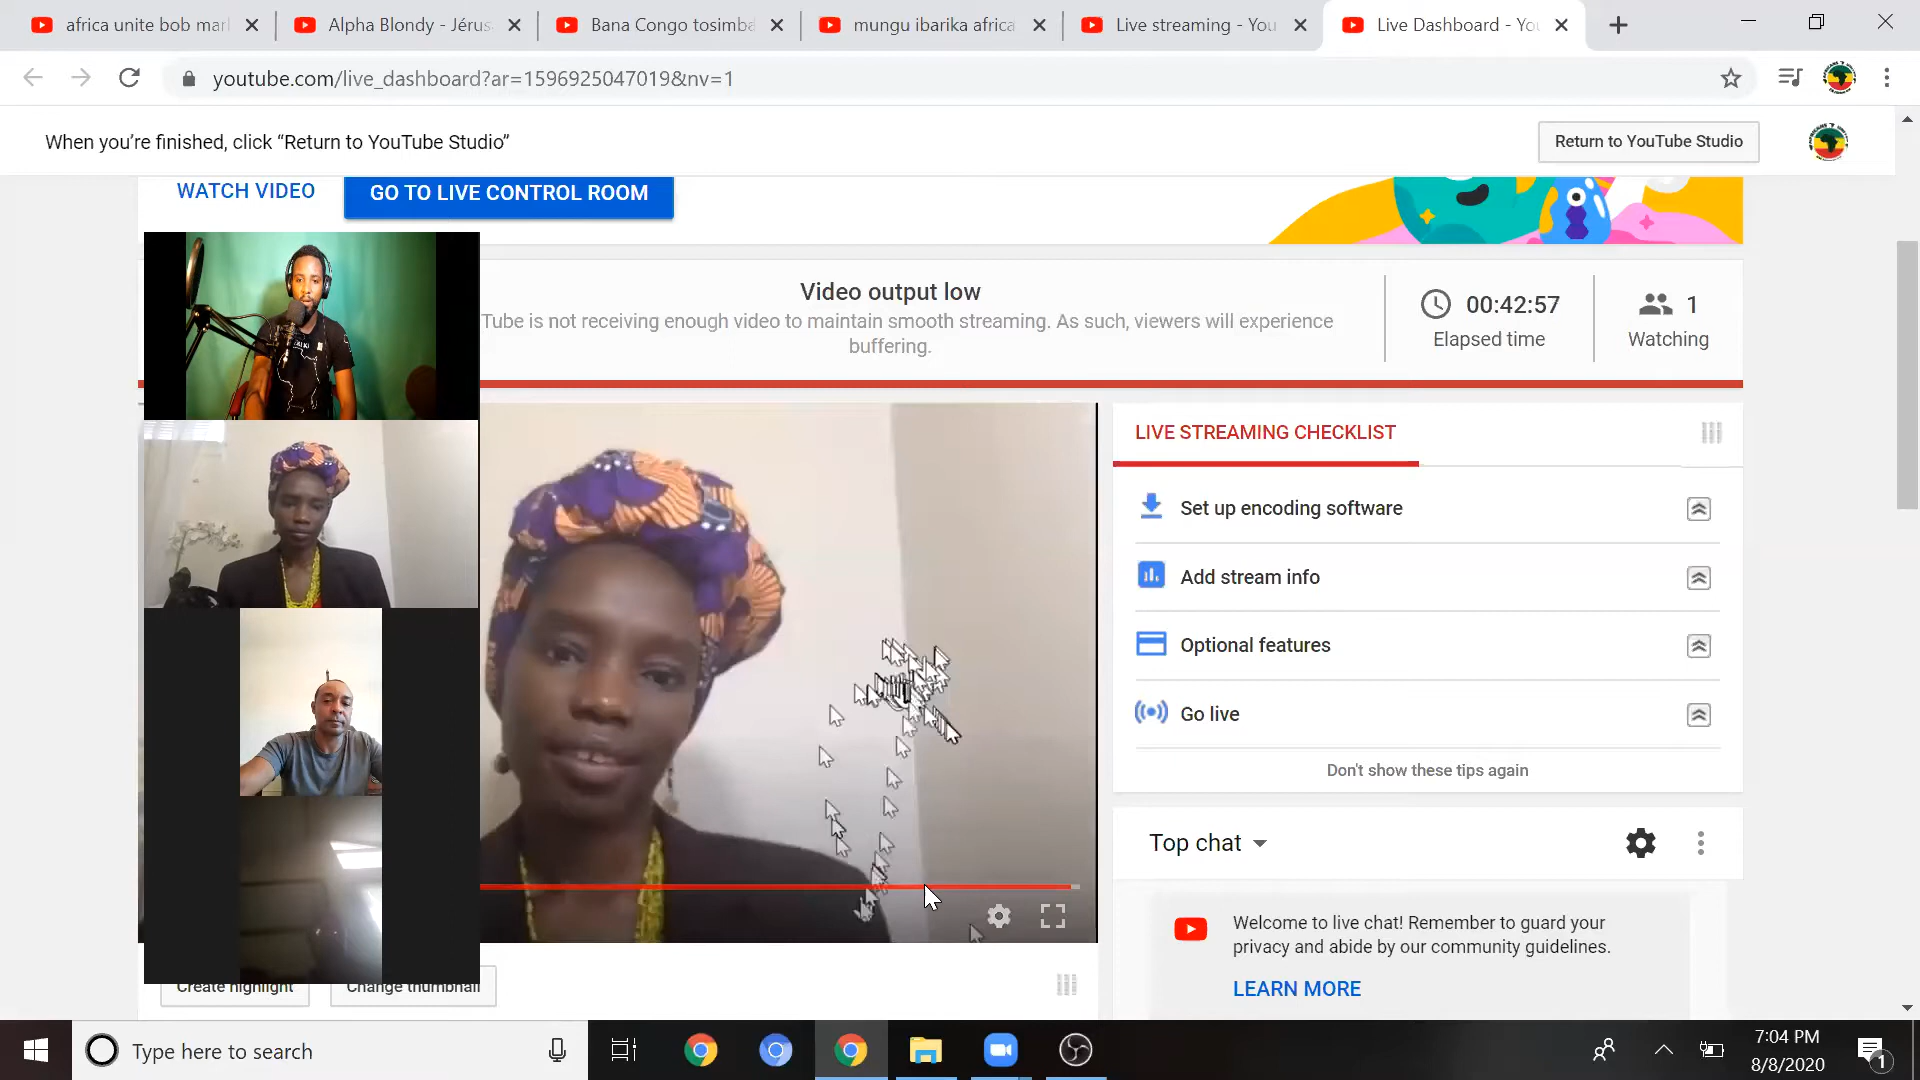 africa unite bob marl
Alpha Blondy - Jérus
Bana Congo tosimba
mungu ibarika africa
Live streaming - You
Live Dashboard - Yo
youtube.com/live_dashboard?ar=1596925047019&nv=1
When you’re finished, click “Return to YouTube Studio”
Return to YouTube Studio
WATCH VIDEO
GO TO LIVE CONTROL ROOM
Video output low
Tube is not receiving enough video to maintain smooth streaming. As such, viewers will experience
buffering.
00:42:57
Elapsed time
1
Watching
LIVE STREAMING CHECKLIST
Set up encoding software
Add stream info
Optional features
Go live
Don't show these tips again
Top chat
Welcome to live chat! Remember to guard your
privacy and abide by our community guidelines.
LEARN MORE
Create highlight
Change thumbnail
Type here to search
7:04 PM
8/8/2020
1